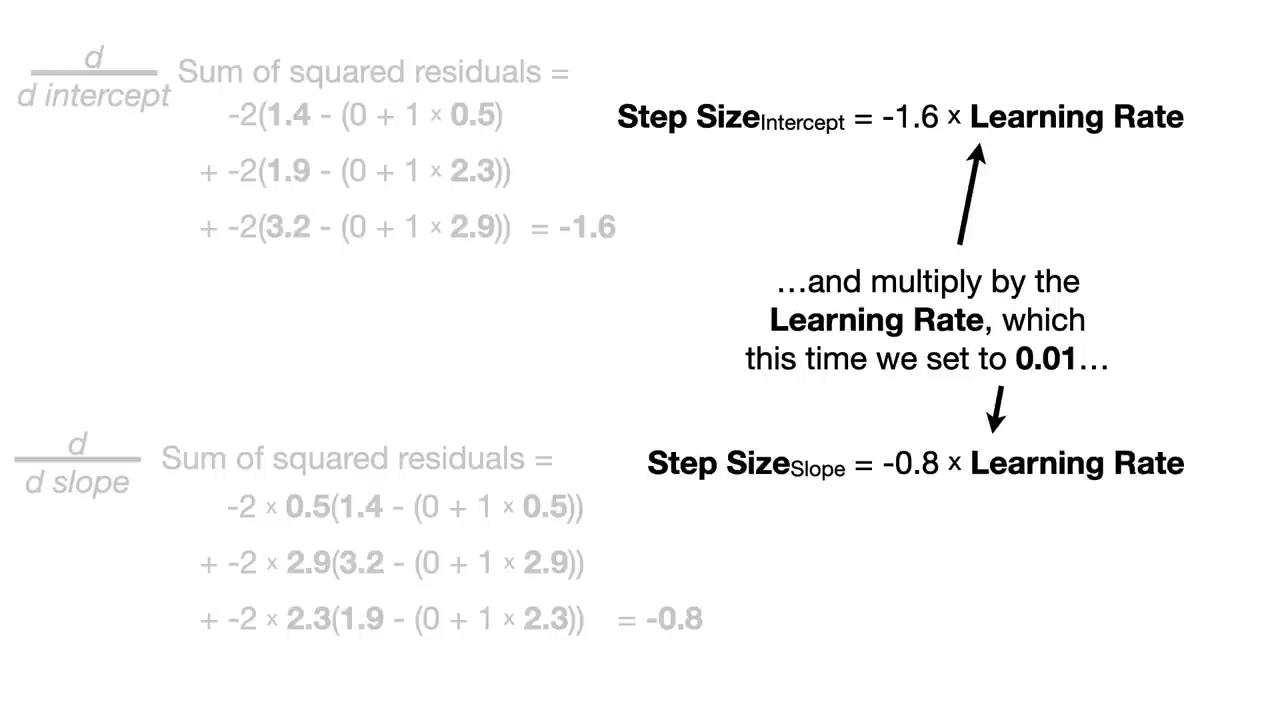 d
d intercept
Sum of squared residuals =
-2(1.4 - (0 + 1 × 0.5)
+ -2(1.9 - (0 + 1 × 2.3))
+ -2(3.2 - (0 + 1 × 2.9)) = -1.6
Step SizeIntercept = -1.6 × Learning Rate
…and multiply by the
Learning Rate, which
this time we set to 0.01…
d
d slope
Sum of squared residuals =
-2 × 0.5(1.4 - (0 + 1 × 0.5))
+ -2 × 2.9(3.2 - (0 + 1 × 2.9))
+ -2 × 2.3(1.9 - (0 + 1 × 2.3)) = -0.8
Step SizeSlope = -0.8 × Learning Rate